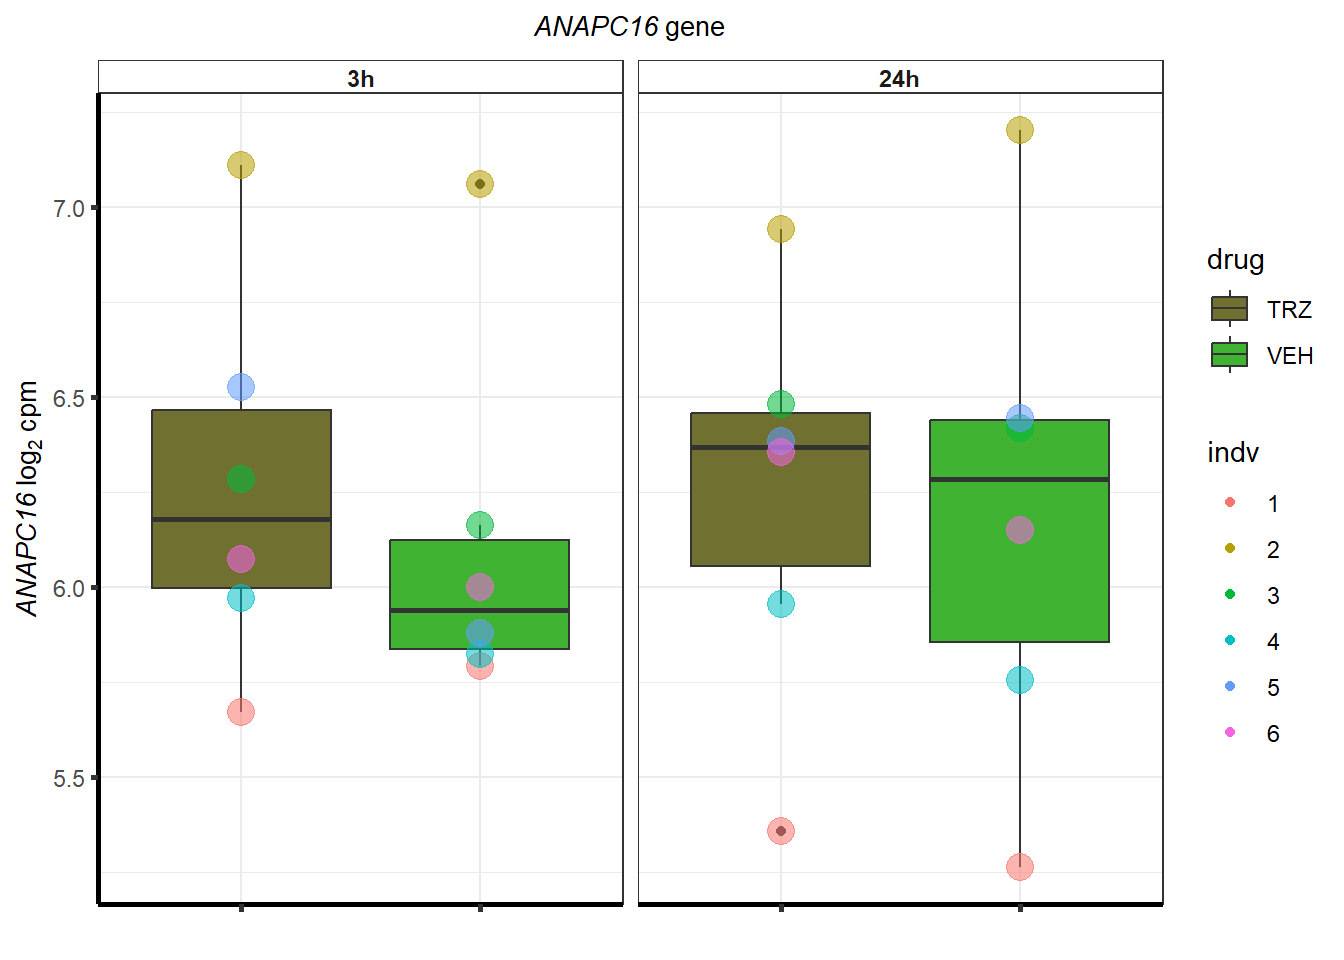 ANAPC16 gene
3h
24h
7.0
6.5
6.0
5.5
ANAPC16 log₂ cpm
drug
TRZ
VEH
indv
1
2
3
4
5
6